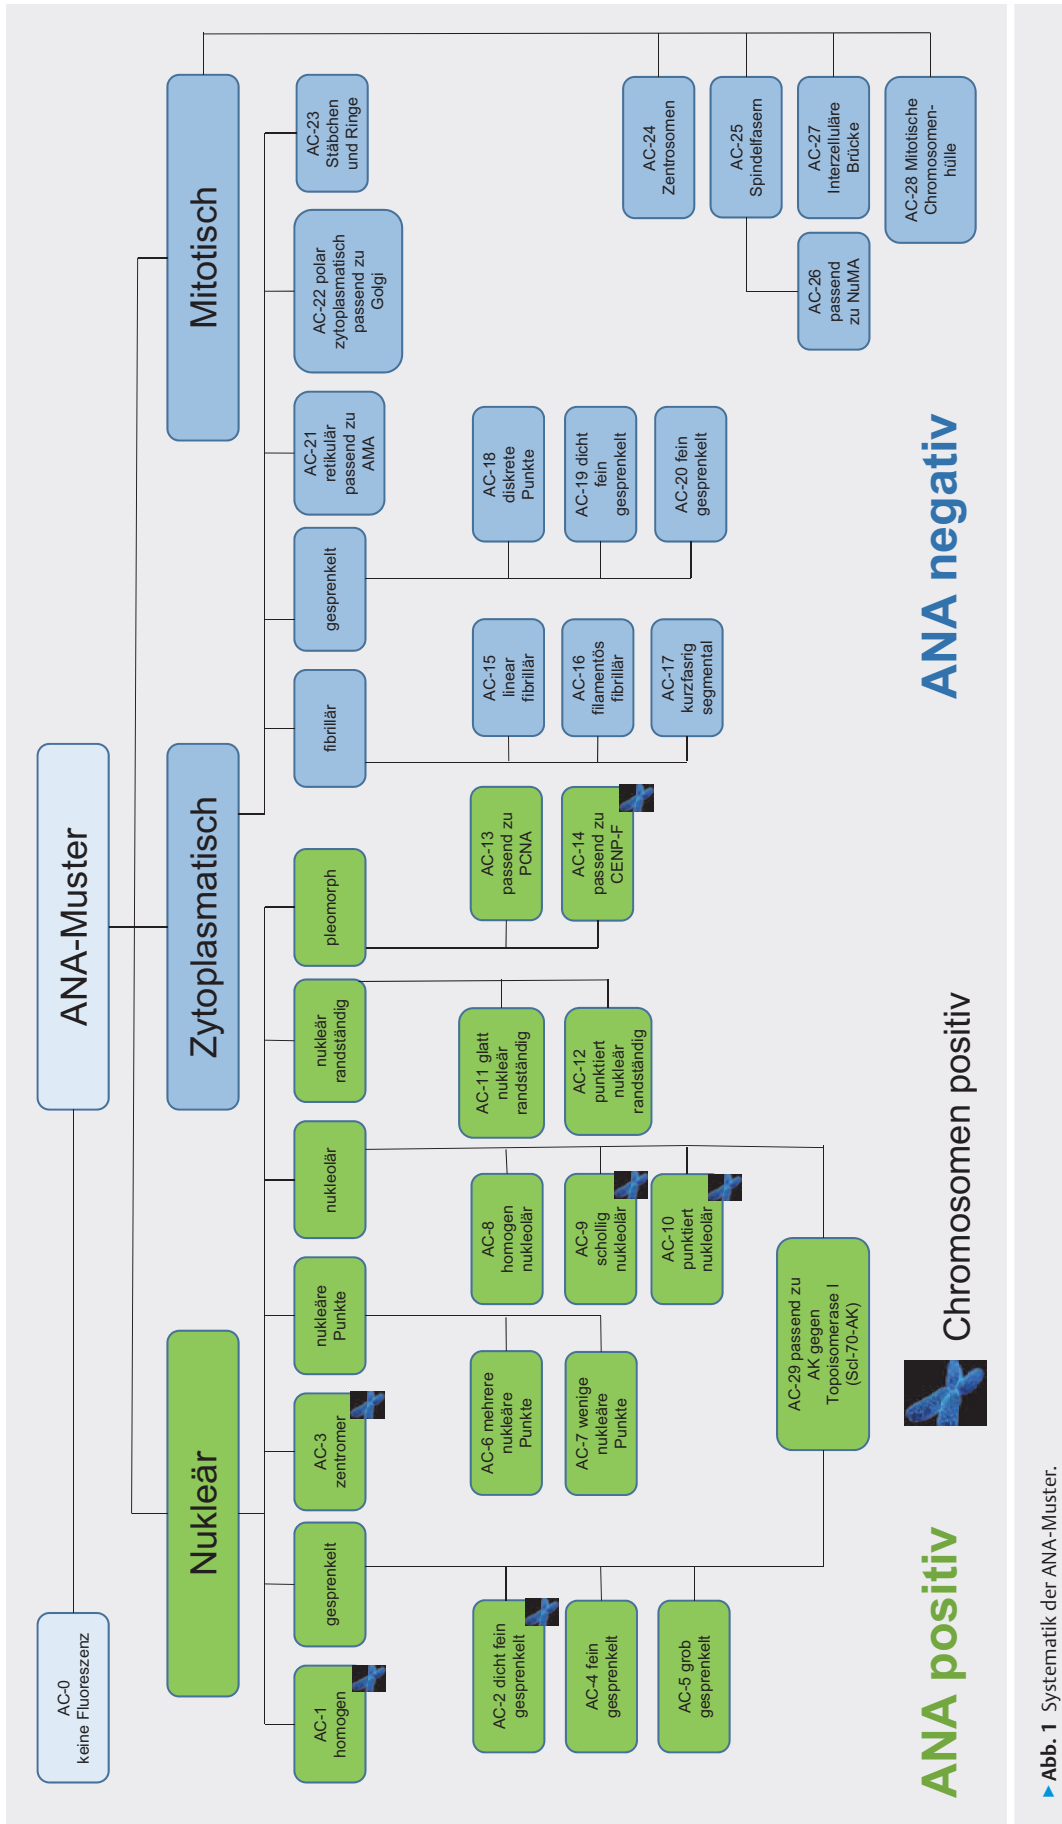 ANA-Muster
AC-0
keine Fluoreszenz
Nukleär
Zytoplasmatisch
Mitotisch
AC-1
homogen
gesprenkelt
AC-3
zentromer
nukleäre
Punkte
nukleolär
nukleär
randständig
pleomorph
fibrillär
gesprenkelt
AC-21
retikulär
passend zu
AMA
AC-22 polar
zytoplasmatisch
passend zu
Golgi
AC-23
Stäbchen
und Ringe
AC-2 dicht fein
gesprenkelt
AC-4 fein
gesprenkelt
AC-5 grob
gesprenkelt
AC-6 mehrere
nukleäre
Punkte
AC-7 wenige
nukleäre
Punkte
AC-8
homogen
nukleolär
AC-9
schollig
nukleolär
AC-10
punktiert
nukleolär
AC-29 passend zu
AK gegen
Topoisomerase I
(Scl-70-AK)
AC-11 glatt
nukleär
randständig
AC-12
punktiert
nukleär
randständig
AC-13
passend zu
PCNA
AC-14
passend zu
CENP-F
AC-15
linear
fibrillär
AC-16
filamentös
fibrillär
AC-17
kurzfasrig
segmental
AC-18
diskrete
Punkte
AC-19 dicht
fein
gesprenkelt
AC-20 fein
gesprenkelt
AC-24
Zentrosomen
AC-25
Spindelfasern
AC-26
passend
zu NuMA
AC-27
Interzelluläre
Brücke
AC-28 Mitotische
Chromosomen-
hülle
ANA positiv
Chromosomen positiv
ANA negativ
▶ Abb. 1 Systematik der ANA-Muster.